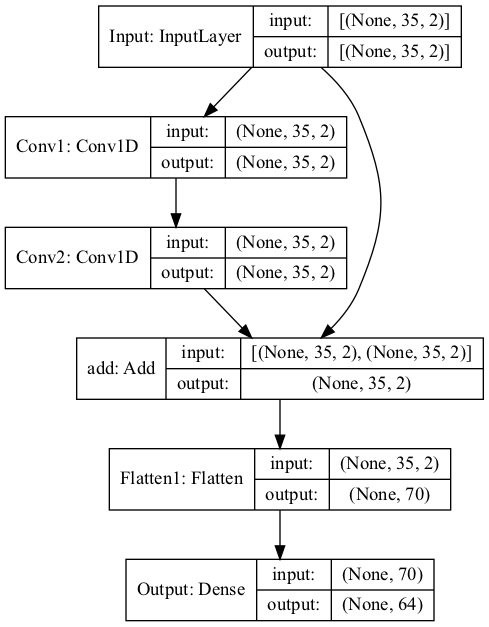 Input: InputLayer
input: [(None, 35, 2)]
output: [(None, 35, 2)]
Conv1: Conv1D
input: (None, 35, 2)
output: (None, 35, 2)
Conv2: Conv1D
input: (None, 35, 2)
output: (None, 35, 2)
add: Add
input: [(None, 35, 2), (None, 35, 2)]
output: (None, 35, 2)
Flatten1: Flatten
input: (None, 35, 2)
output: (None, 70)
Output: Dense
input: (None, 70)
output: (None, 64)